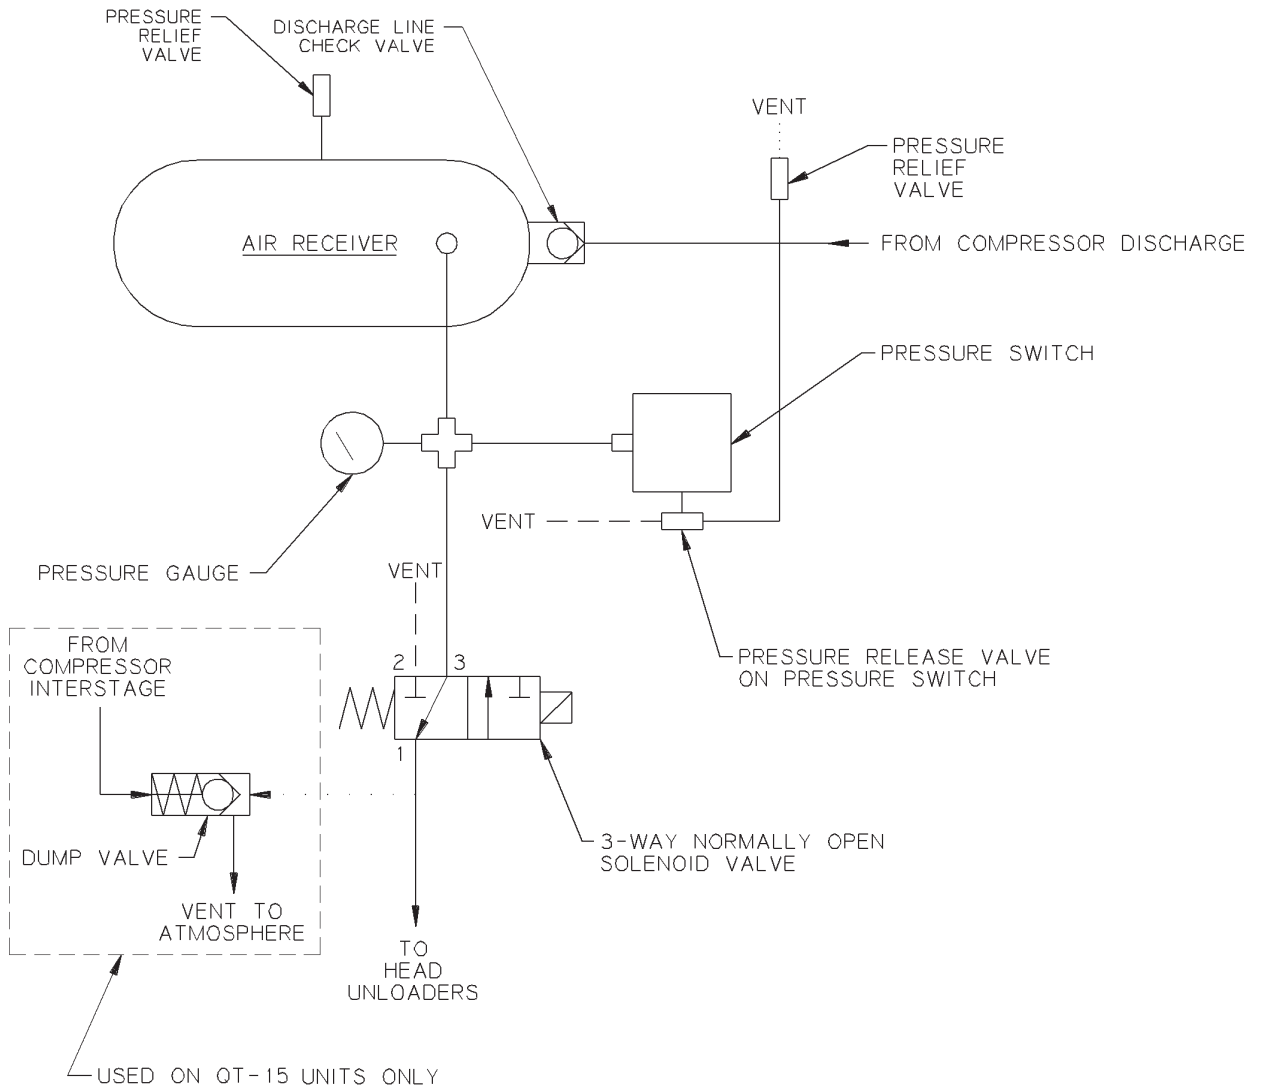 PRESSURE
RELIEF
VALVE
DISCHARGE LINE
CHECK VALVE
VENT
PRESSURE
RELIEF
VALVE
AIR RECEIVER
FROM COMPRESSOR DISCHARGE
PRESSURE SWITCH
VENT
PRESSURE GAUGE
VENT
FROM
COMPRESSOR
INTERSTAGE
2
3
PRESSURE RELEASE VALVE
ON PRESSURE SWITCH
1
3-WAY NORMALLY OPEN
SOLENOID VALVE
DUMP VALVE
VENT TO
ATMOSPHERE
TO
HEAD
UNLOADERS
USED ON QT-15 UNITS ONLY